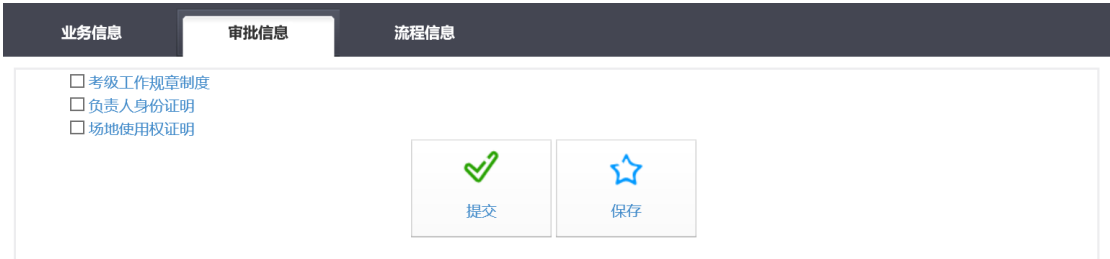 业务信息 审批信息 流程信息
考级工作规章制度
负责人身份证明
场地使用权证明
提交 保存